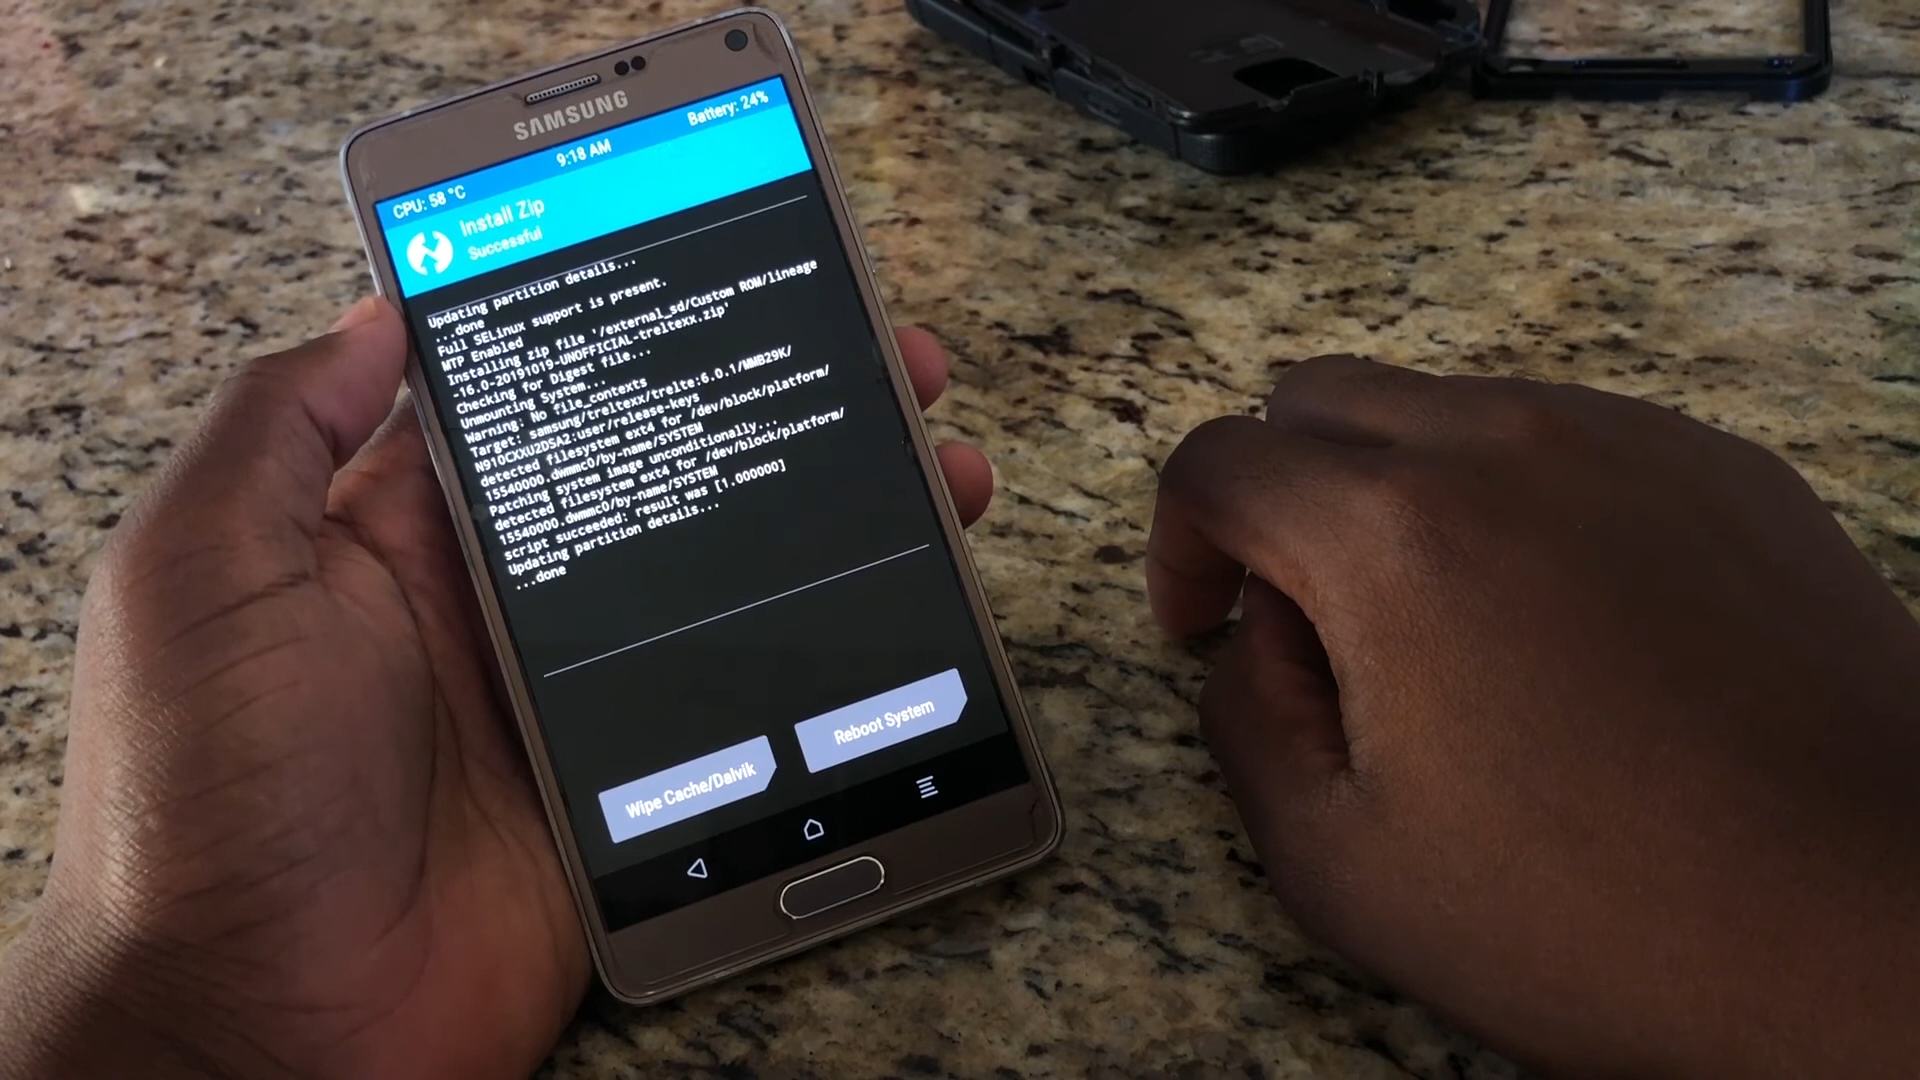 SAMSUNG
CPU: 58 °C
9:18 AM
Battery: 24%
Install Zip
Successful
Updating partition details...
...done
Full SELinux support is present.
MTP Enabled
Installing zip file '/external_sd/Custom ROM/lineage
-16.0-20191019-UNOFFICIAL-treltexx.zip'
Checking for Digest file...
Unmounting System...
Warning: No file_contexts
Target: samsung/treltexx/trelte:6.0.1/MMB29K/
N910CXXU2DSA2:user/release-keys
detected filesystem ext4 for /dev/block/platform/
15540000.dwmmc0/by-name/SYSTEM
Patching system image unconditionally...
detected filesystem ext4 for /dev/block/platform/
15540000.dwmmc0/by-name/SYSTEM
script succeeded: result was [1.000000]
Updating partition details...
...done
Wipe Cache/Dalvik
Reboot System